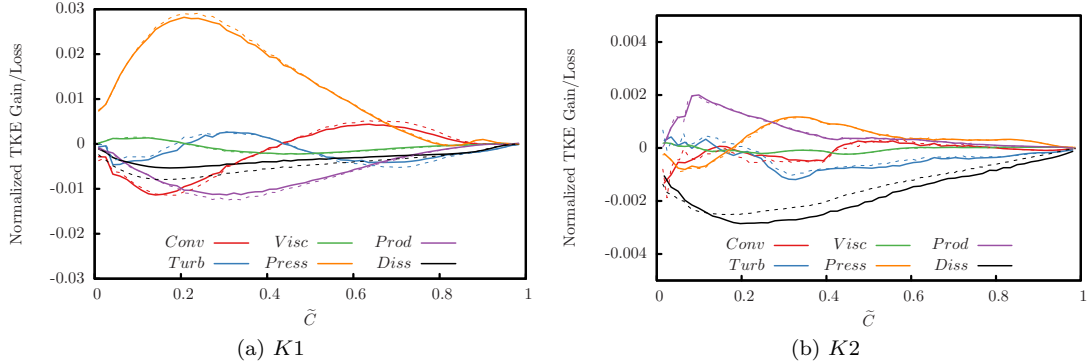 Normalized TKE Gain/Loss
0.03
0.02
0.01
0
-0.01
-0.02
-0.03
Conv Visc Prod
Turb Press Diss
0 0.2 0.4 0.6 0.8 1
C̃
(a) K1
Normalized TKE Gain/Loss
0.004
0.002
0
-0.002
-0.004
Conv Visc Prod
Turb Press Diss
0 0.2 0.4 0.6 0.8 1
C̃
(b) K2